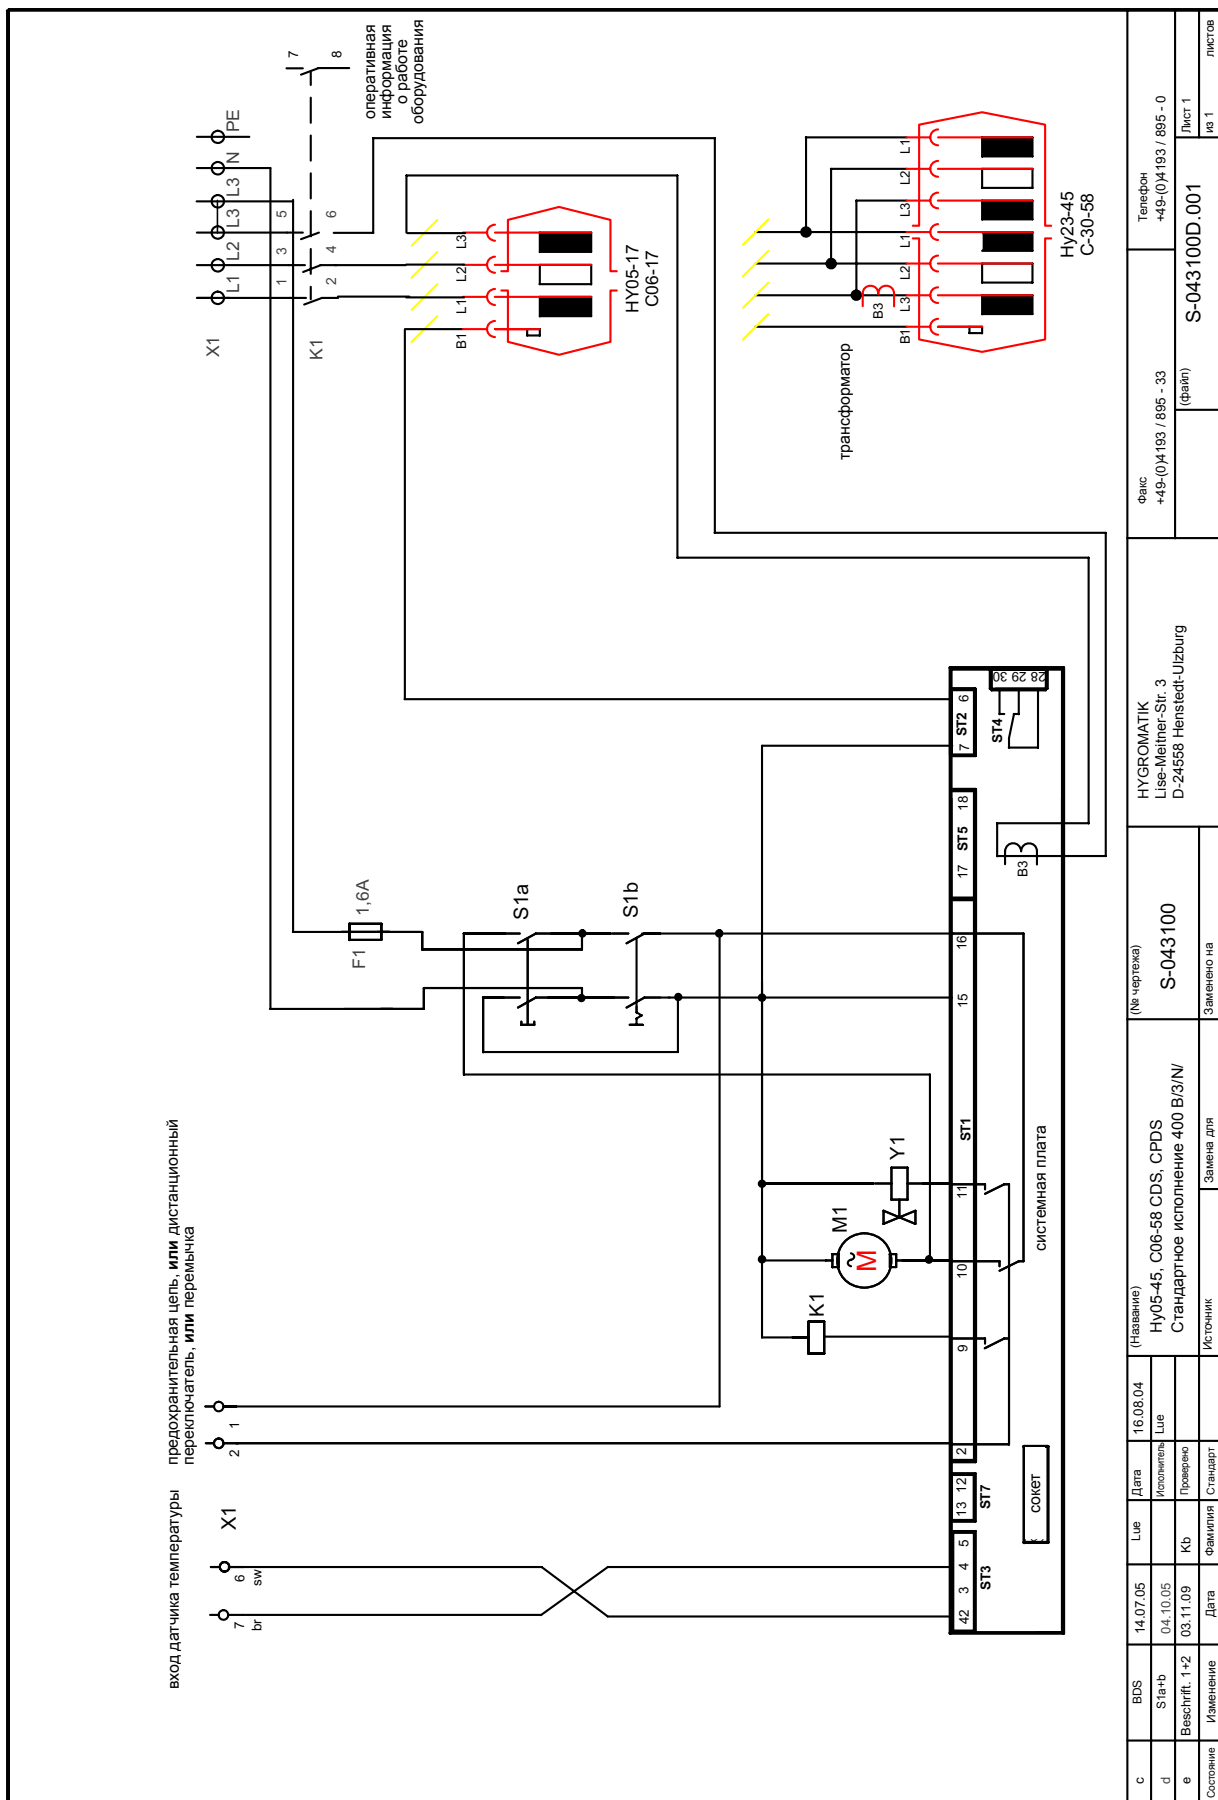 вход датчика температуры
предохранительная цепь, или дистанционный
переключатель, или перемычка
оперативная
информация
о работе
оборудования
X1
7
br
6
sw
2
1
X1
L1
L2
L3
L3
N
PE
K1
1
3
5
2
4
6
7
8
F1
1,6A
S1a
S1b
B1
L1
L2
L3
HY05-17
C06-17
трансформатор
B3
B1
L3
L2
L1
L3
L2
L1
Hy23-45
C-30-58
K1
M1
M
Y1
42
3
4
5
ST3
13
12
ST7
2
9
10
11
ST1
15
16
17
18
ST5
7
6
ST2
ST4
28 29 30
B3
сокет
системная плата
c
BDS
14.07.05
Lue
d
S1a+b
04.10.05
e
Beschrift. 1+2
03.11.09
Kb
Состояние
Изменение
Дата
Фамилия
Дата
16.08.04
Исполнитель
Lue
Проверено
Стандарт
(Название)
Hy05-45, C06-58 CDS, CPDS
Стандартное исполнение 400 В/3/N/
Источник
Замена для
(№ чертежа)
S-043100
Заменено на
HYGROMATIK
Lise-Meitner-Str. 3
D-24558 Henstedt-Ulzburg
Факс
+49-(0)4193 / 895 - 33
Телефон
+49-(0)4193 / 895 - 0
(файл)
S-043100D.001
Лист 1
из 1
листов